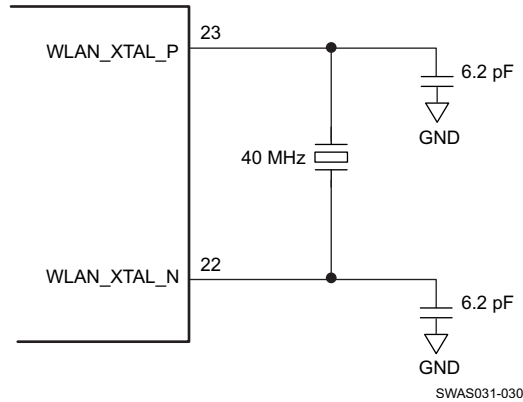 WLAN_XTAL_P
23
6.2 pF
GND
40 MHz
WLAN_XTAL_N
22
6.2 pF
GND
SWAS031-030